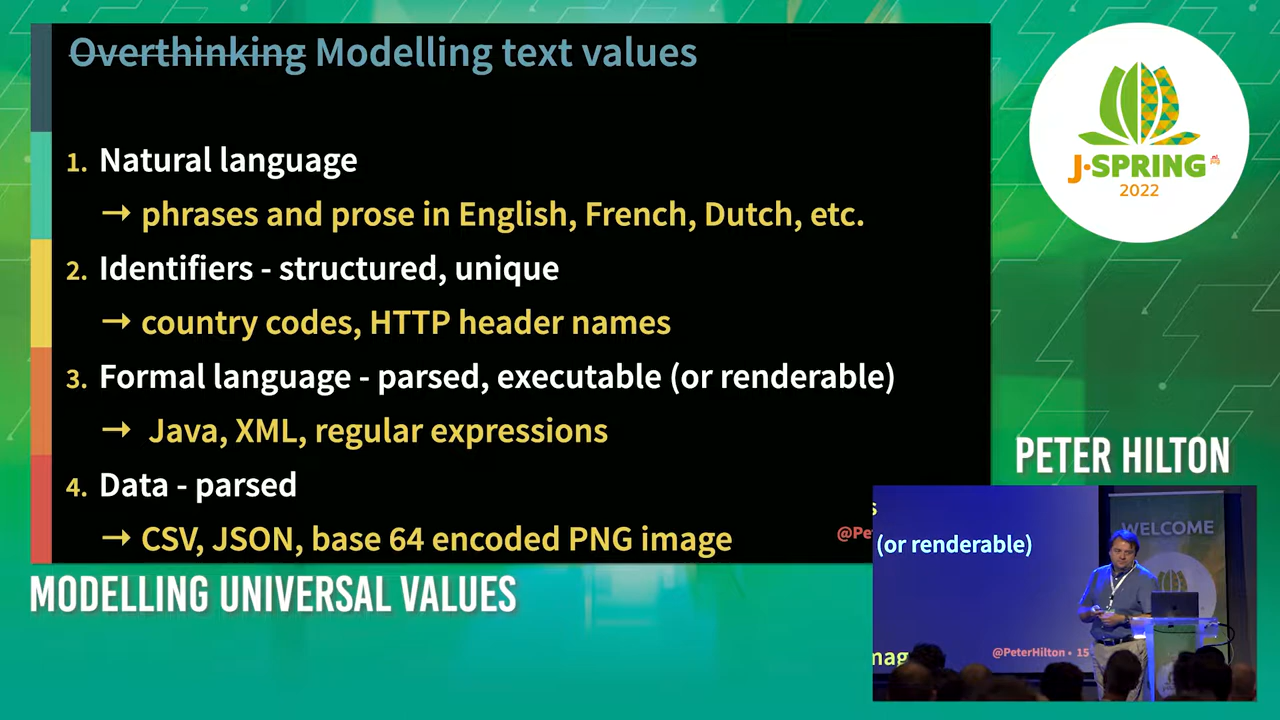 Overthinking Modelling text values
1. Natural language
→ phrases and prose in English, French, Dutch, etc.
2. Identifiers - structured, unique
→ country codes, HTTP header names
3. Formal language - parsed, executable (or renderable)
→ Java, XML, regular expressions
4. Data - parsed
→ CSV, JSON, base 64 encoded PNG image
@Pe
MODELLING UNIVERSAL VALUES
J-SPRING
2022
PETER HILTON
s
(or renderable)
WELCOME
mag
@PeterHilton • 15